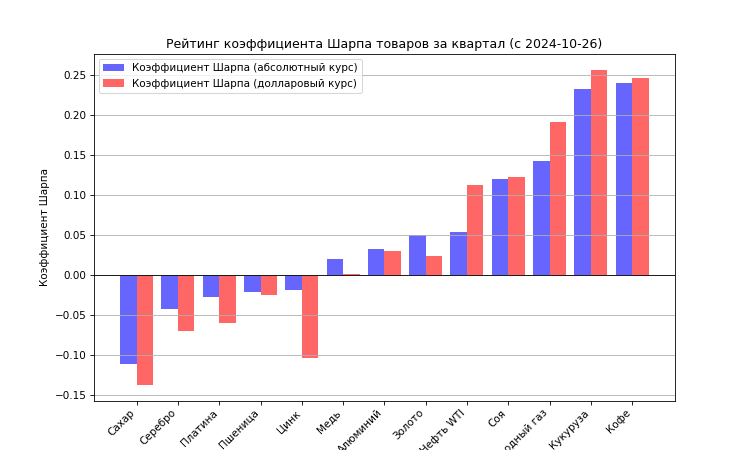 Рейтинг коэффициента Шарпа товаров за квартал (с 2024-10-26)
Коэффициент Шарпа (абсолютный курс)
Коэффициент Шарпа (долларовый курс)
Коэффициент Шарпа
0.25
0.20
0.15
0.10
0.05
0.00
−0.05
−0.10
−0.15
Сахар
Серебро
Платина
Пшеница
Цинк
Медь
Алюминий
Золото
Нефть WTI
Соя
одный газ
Кукуруза
Кофе